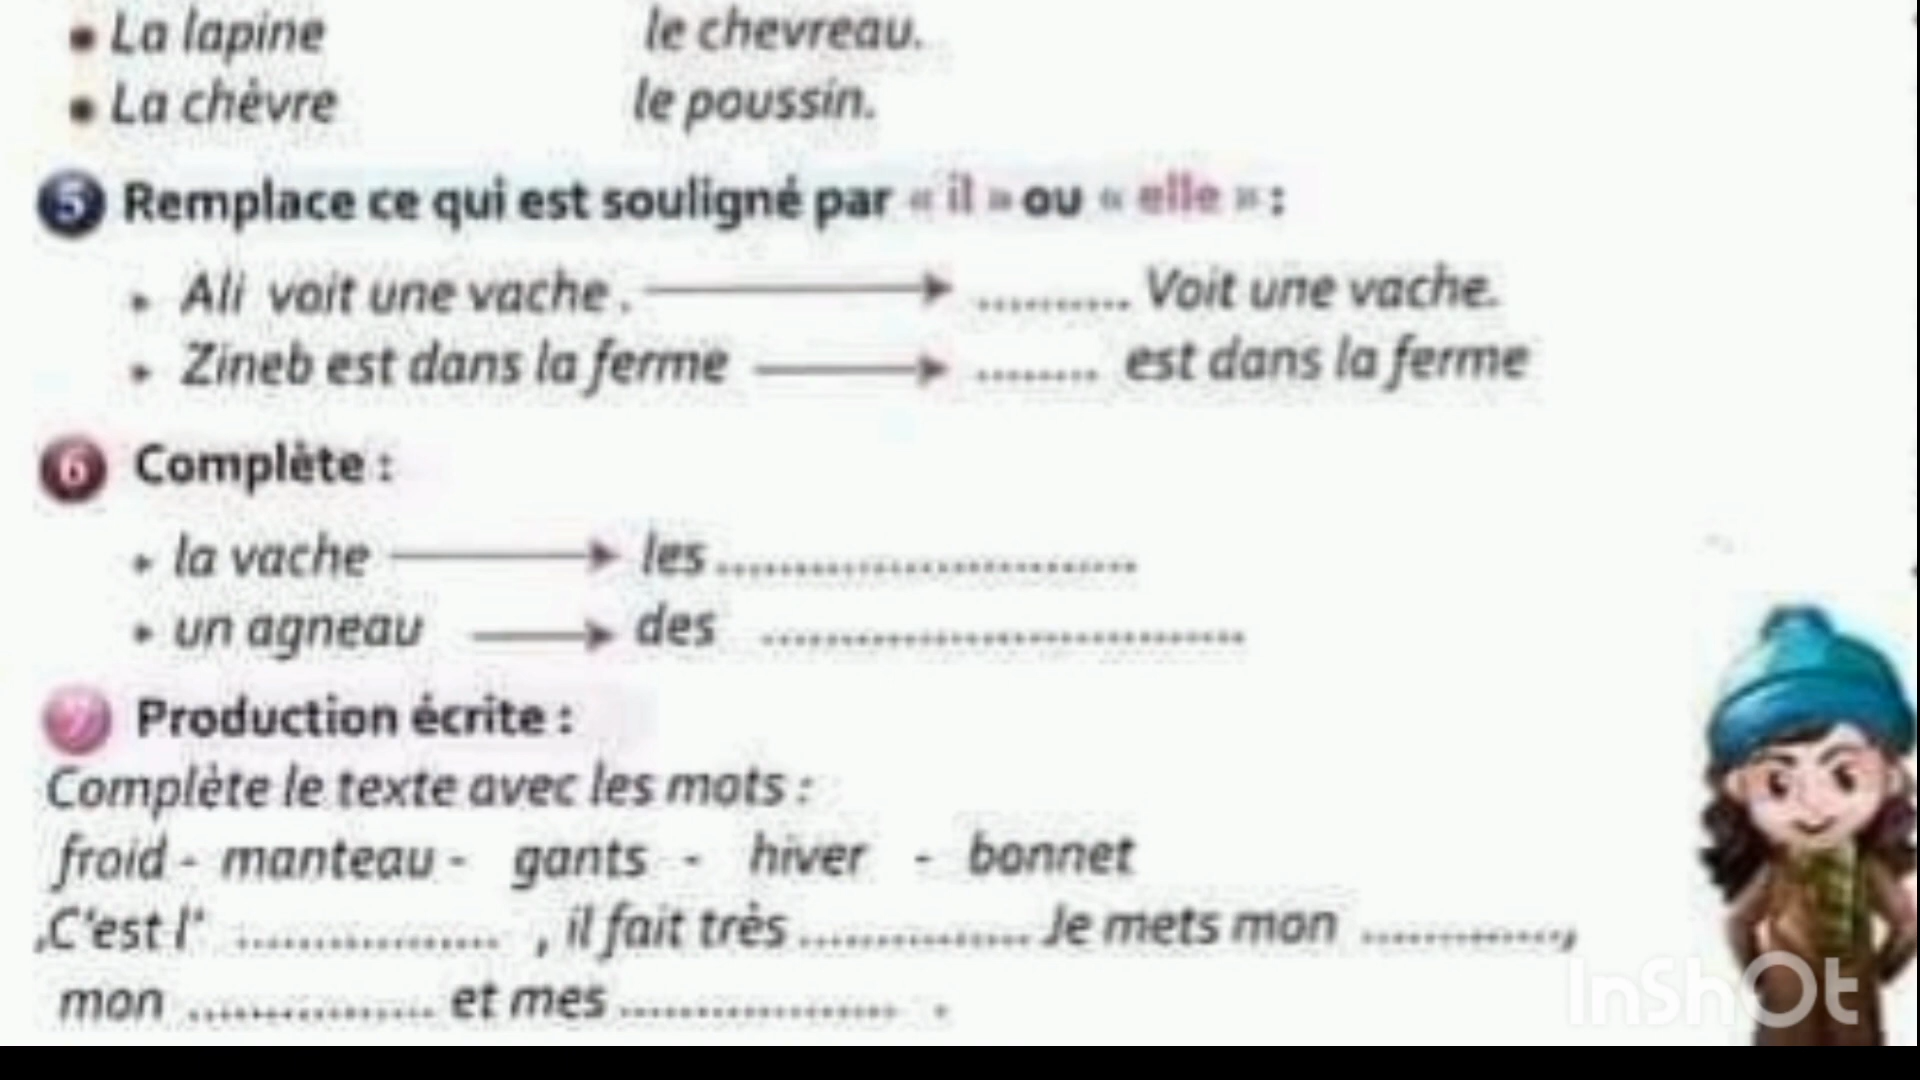 • La lapine le chevreau.
• La chèvre le poussin.
5 Remplace ce qui est souligné par « il » ou « elle » :
▸ Ali voit une vache . → .......... Voit une vache.
▸ Zineb est dans la ferme → ........ est dans la ferme
6 Complète :
▸ la vache → les ............................
▸ un agneau → des ................................
7 Production écrite :
Complète le texte avec les mots :
froid - manteau - gants - hiver - bonnet
,C'est l' ................. , il fait très ............... Je mets mon .............,
mon ................ et mes .................. .
InShOt